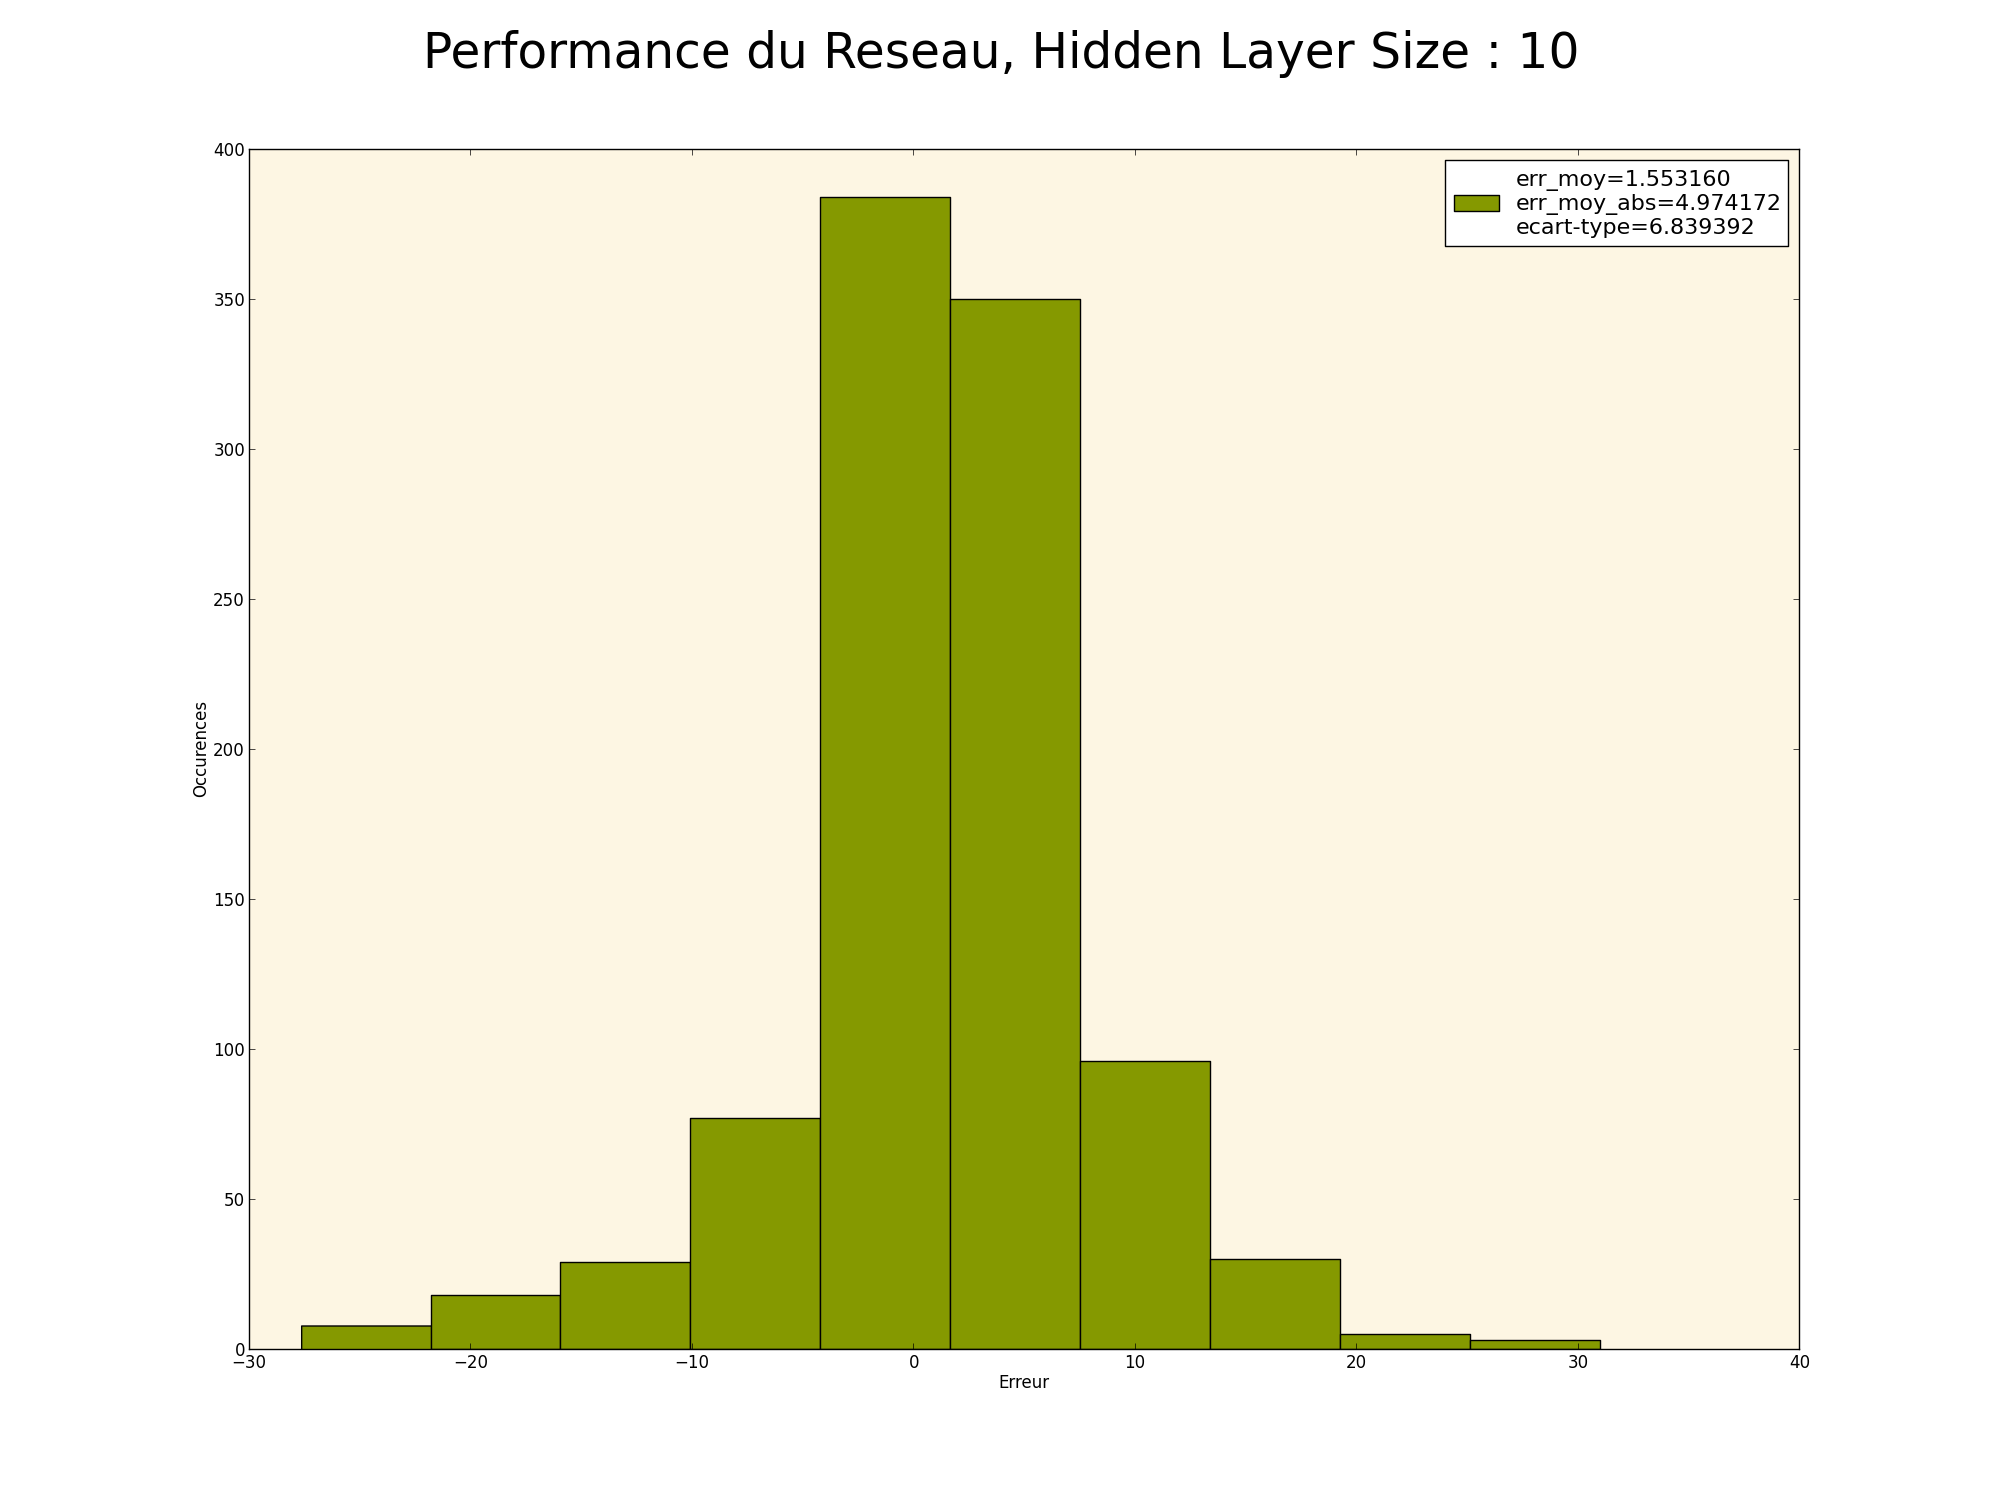 Performance du Reseau, Hidden Layer Size : 10
err_moy=1.553160
err_moy_abs=4.974172
ecart-type=6.839392
400
350
300
250
200
150
100
50
0
Occurences
−30 −20 −10 0 10 20 30 40
Erreur